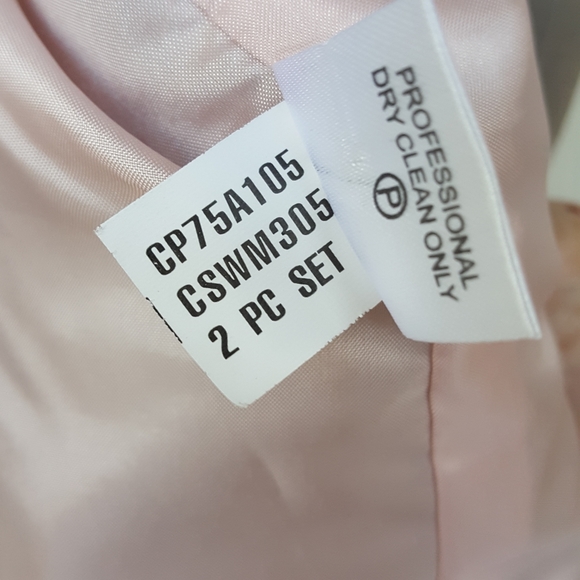 CP75A105
CSWM305
2 PC SET
PROFESSIONAL
DRY CLEAN ONLY
P